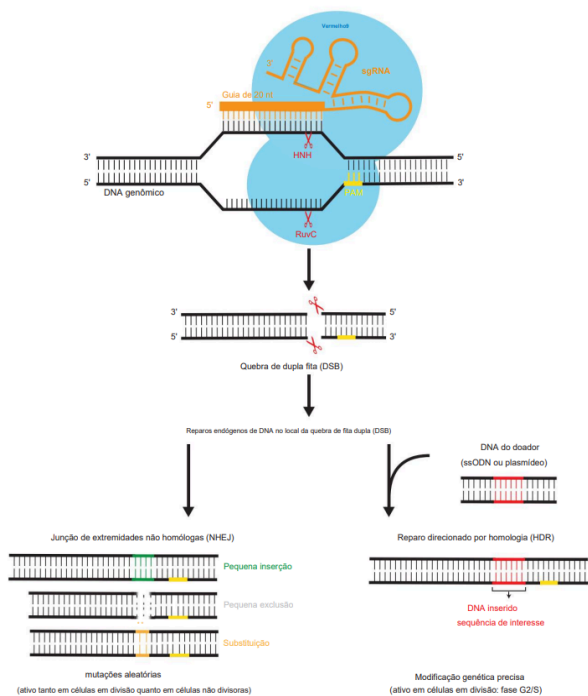 Vermelho8
3'
sgRNA
Guia de 20 nt
5'
HNH
3'
5'
5'
3'
DNA genômico
PAM
RuvC
3'
5'
5'
3'
Quebra de dupla fita (DSB)
Reparos endógenos de DNA no local da quebra de fita dupla (DSB)
DNA do doador
(ssODN ou plasmídeo)
Junção de extremidades não homólogas (NHEJ)
Reparo direcionado por homologia (HDR)
Pequena inserção
Pequena exclusão
Substituição
DNA inserido
sequência de interesse
mutações aleatórias
(ativo tanto em células em divisão quanto em células não divisoras)
Modificação genética precisa
(ativo em células em divisão: fase G2/S)